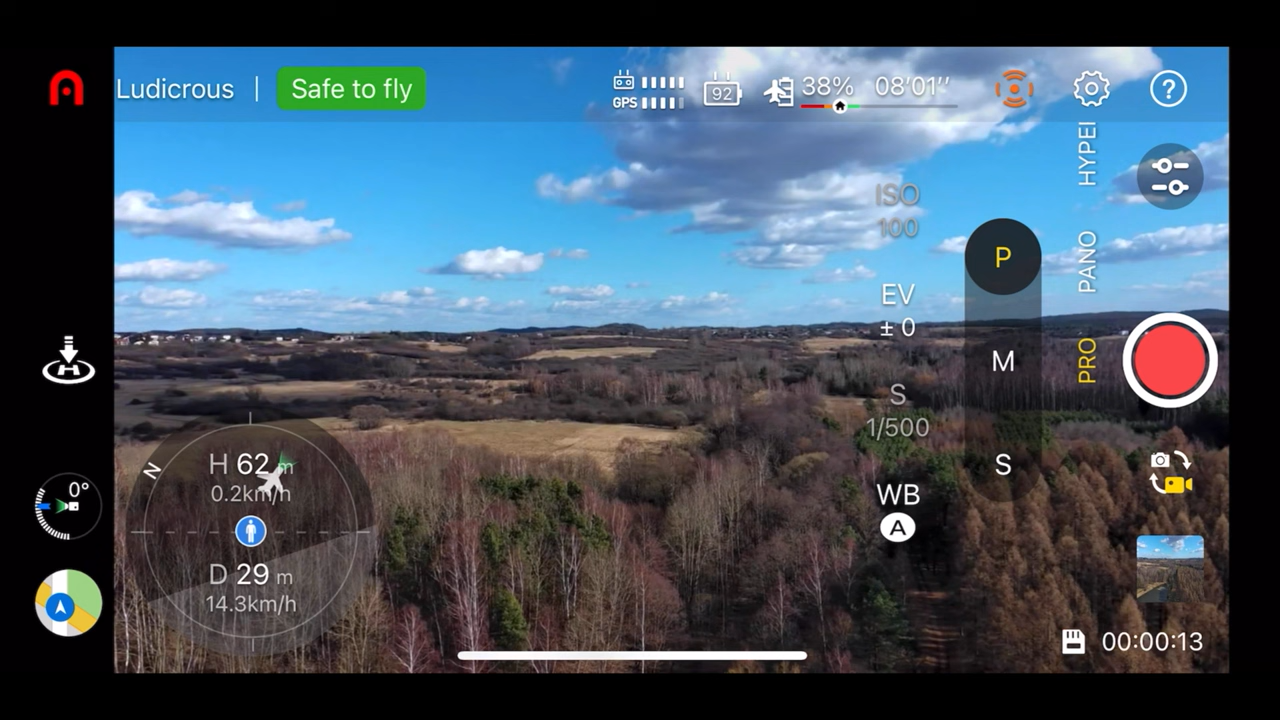 Ludicrous | Safe to fly
GPS
92
38% 08'01''
?
HYPE
PANO
PRO
ISO
100
EV
± 0
S
1/500
WB
A
P
M
S
0°
N
H 62 m
0.2km/h
D 29 m
14.3km/h
H
00:00:13